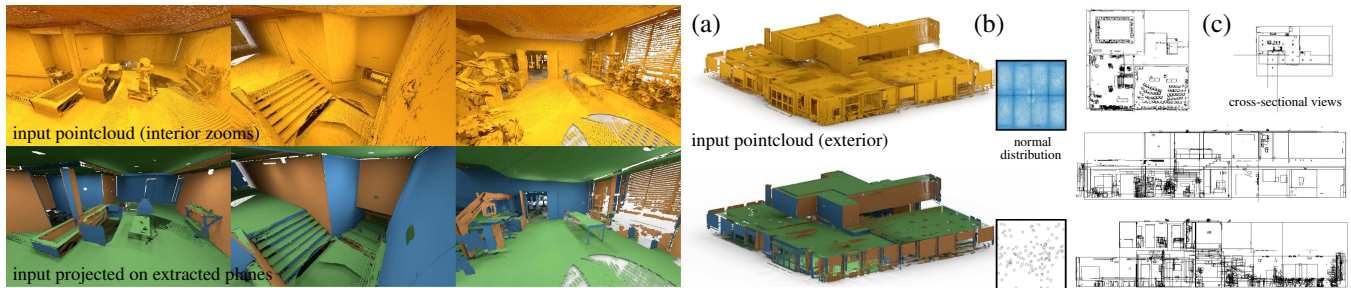 (a)
(b)
(c)
input pointcloud (interior zooms)
input pointcloud (exterior)
normal
distribution
cross-sectional views
input projected on extracted planes